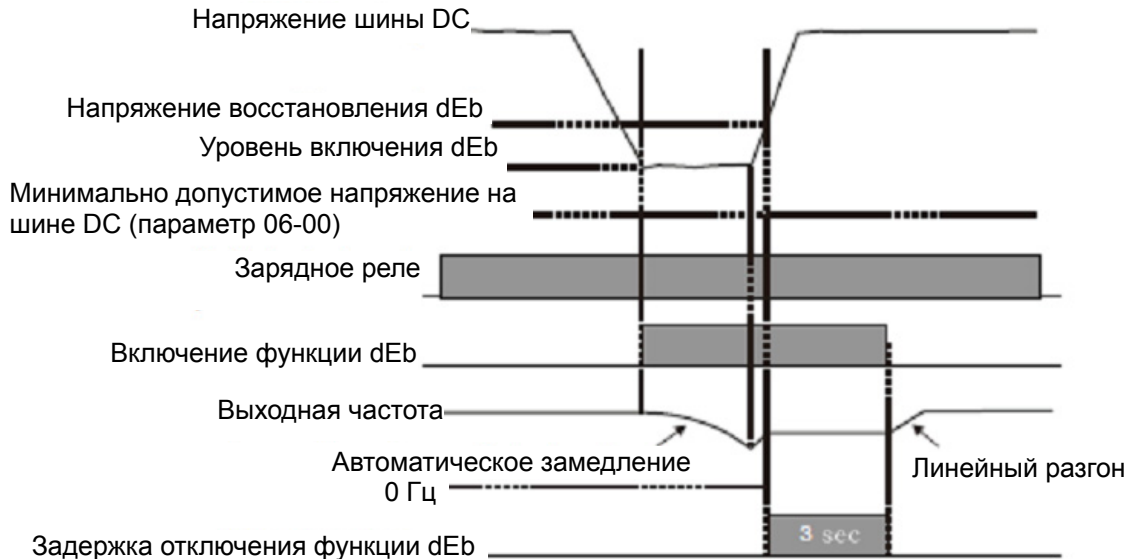 Напряжение шины DC
Напряжение восстановления dEb
Уровень включения dEb
Минимально допустимое напряжение на
шине DC (параметр 06-00)
Зарядное реле
Включение функции dEb
Выходная частота
Автоматическое замедление
Линейный разгон
0 Гц
3 sec
Задержка отключения функции dEb